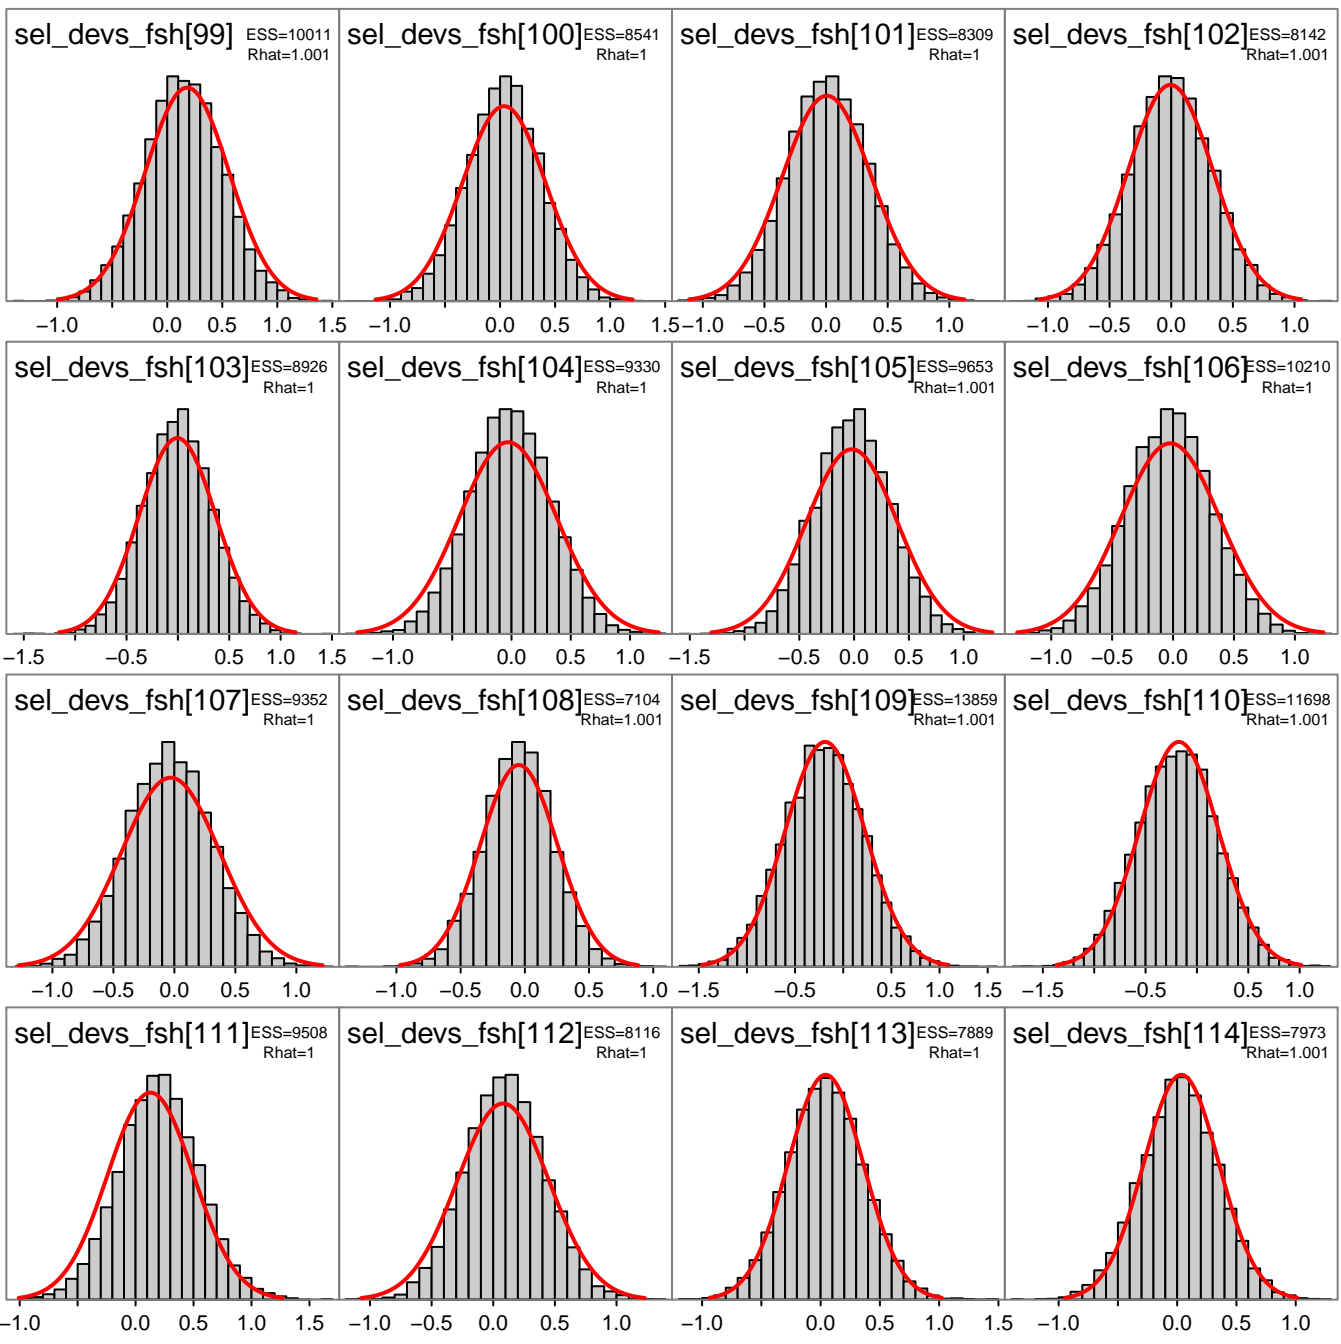 sel_devs_fsh[99] ESS=10011
Rhat=1.001
sel_devs_fsh[100] ESS=8541
Rhat=1
sel_devs_fsh[101] ESS=8309
Rhat=1
sel_devs_fsh[102] ESS=8142
Rhat=1.001
−1.0 0.0 0.5 1.0 1.5
−1.0 0.0 0.5 1.0 1.5
−1.0 −0.5 0.0 0.5 1.0
−1.0 −0.5 0.0 0.5 1.0
sel_devs_fsh[103] ESS=8926
Rhat=1
sel_devs_fsh[104] ESS=9330
Rhat=1
sel_devs_fsh[105] ESS=9653
Rhat=1.001
sel_devs_fsh[106] ESS=10210
Rhat=1
−1.5 −0.5 0.5 1.0 1.5
−1.0 0.0 0.5 1.0
−1.5 −0.5 0.0 0.5 1.0
−1.0 0.0 0.5 1.0
sel_devs_fsh[107] ESS=9352
Rhat=1
sel_devs_fsh[108] ESS=7104
Rhat=1.001
sel_devs_fsh[109] ESS=13859
Rhat=1.001
sel_devs_fsh[110] ESS=11698
Rhat=1.001
−1.0 −0.5 0.0 0.5 1.0
−1.0 −0.5 0.0 0.5 1.0
−1.5 −0.5 0.5 1.0 1.5
−1.5 −0.5 0.5 1.0
sel_devs_fsh[111] ESS=9508
Rhat=1
sel_devs_fsh[112] ESS=8116
Rhat=1
sel_devs_fsh[113] ESS=7889
Rhat=1
sel_devs_fsh[114] ESS=7973
Rhat=1.001
−1.0 0.0 0.5 1.0 1.5
−1.0 −0.5 0.0 0.5 1.0
−1.0 0.0 0.5 1.0
−1.0 0.0 0.5 1.0